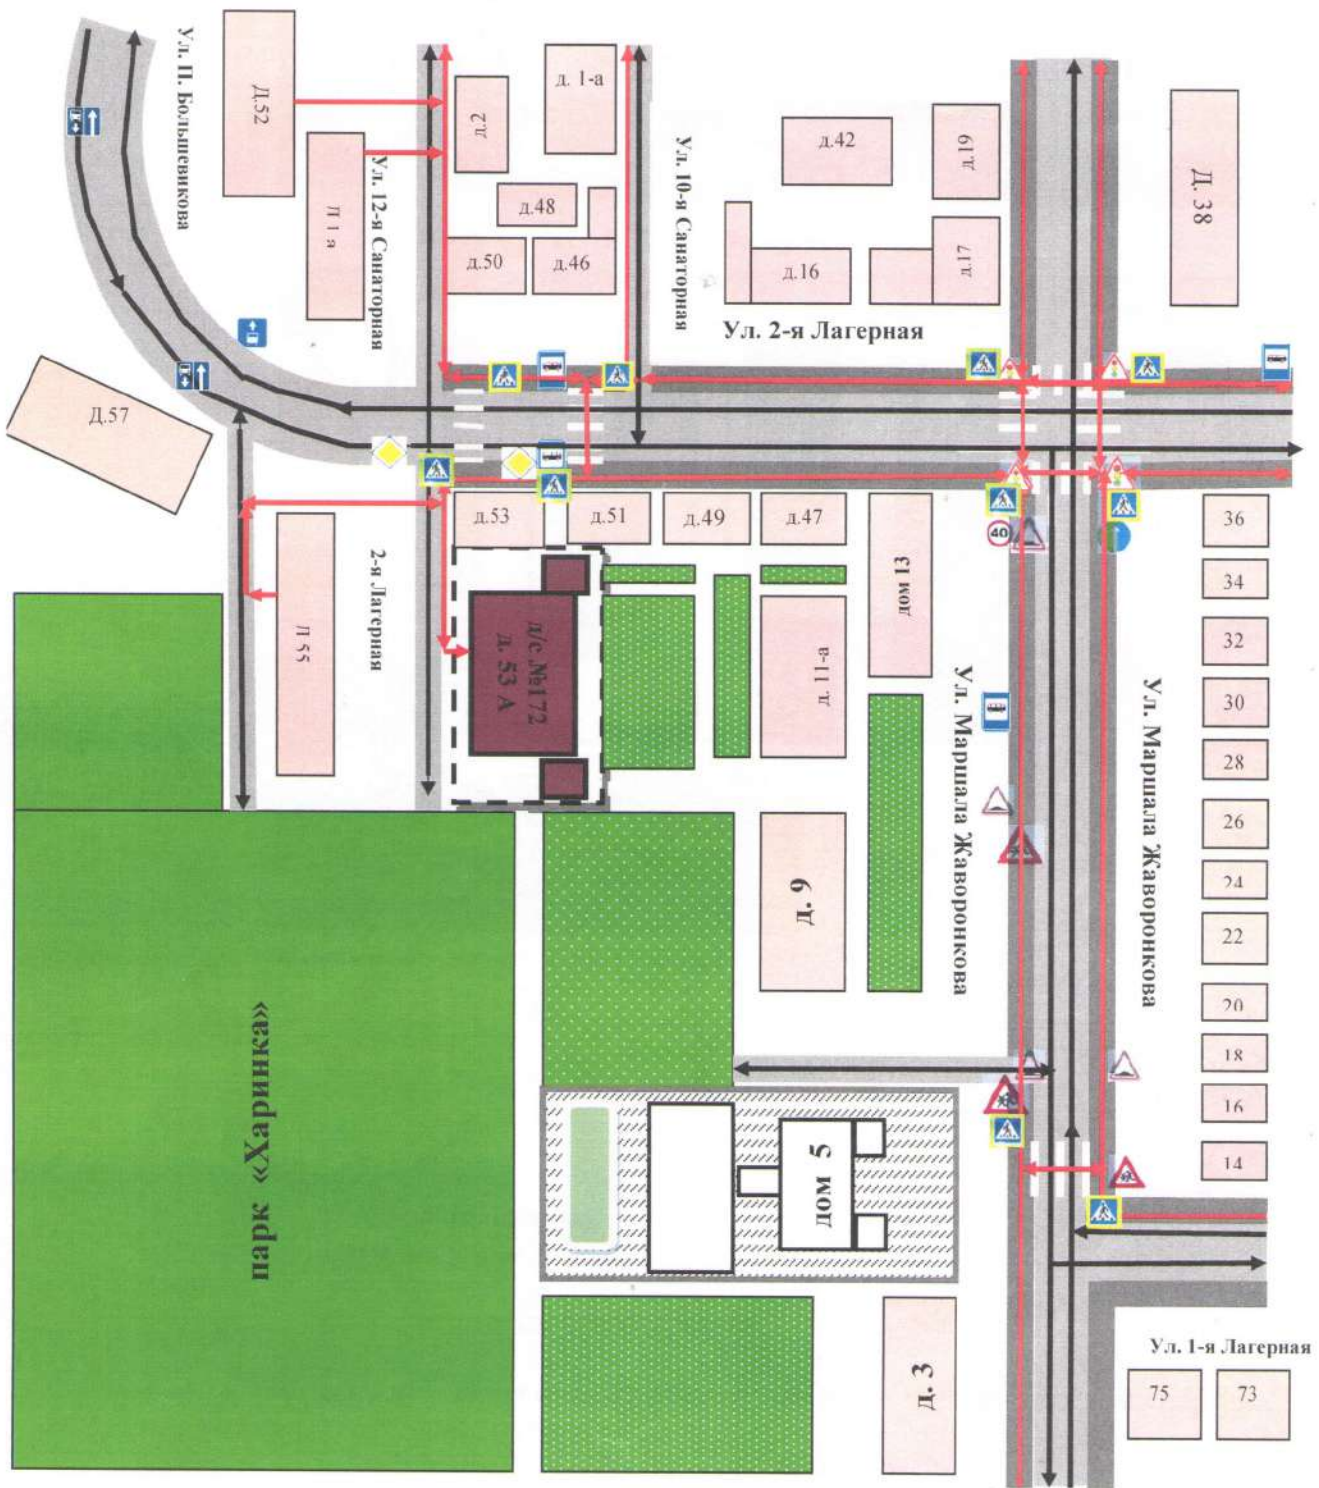 Ул. П. Большевикова
Д.52
Д 1 а
Ул. 12-я Санаторная
д.2
д. 1-а
д.48
д.50
д.46
Ул. 10-я Санаторная
д.42
д.19
д.16
д.17
Ул. 2-я Лагерная
Д. 38
Д.57
д.53
д.51
д.49
д.47
дом 13
40
36
34
32
30
28
26
24
22
20
18
16
14
Д 55
2-я Лагерная
д/с №172
д. 53 А
д. 11-а
Ул. Маршала Жаворонкова
Ул. Маршала Жаворонкова
д. 9
парк «Харинка»
дом 5
д. 3
Ул. 1-я Лагерная
75
73